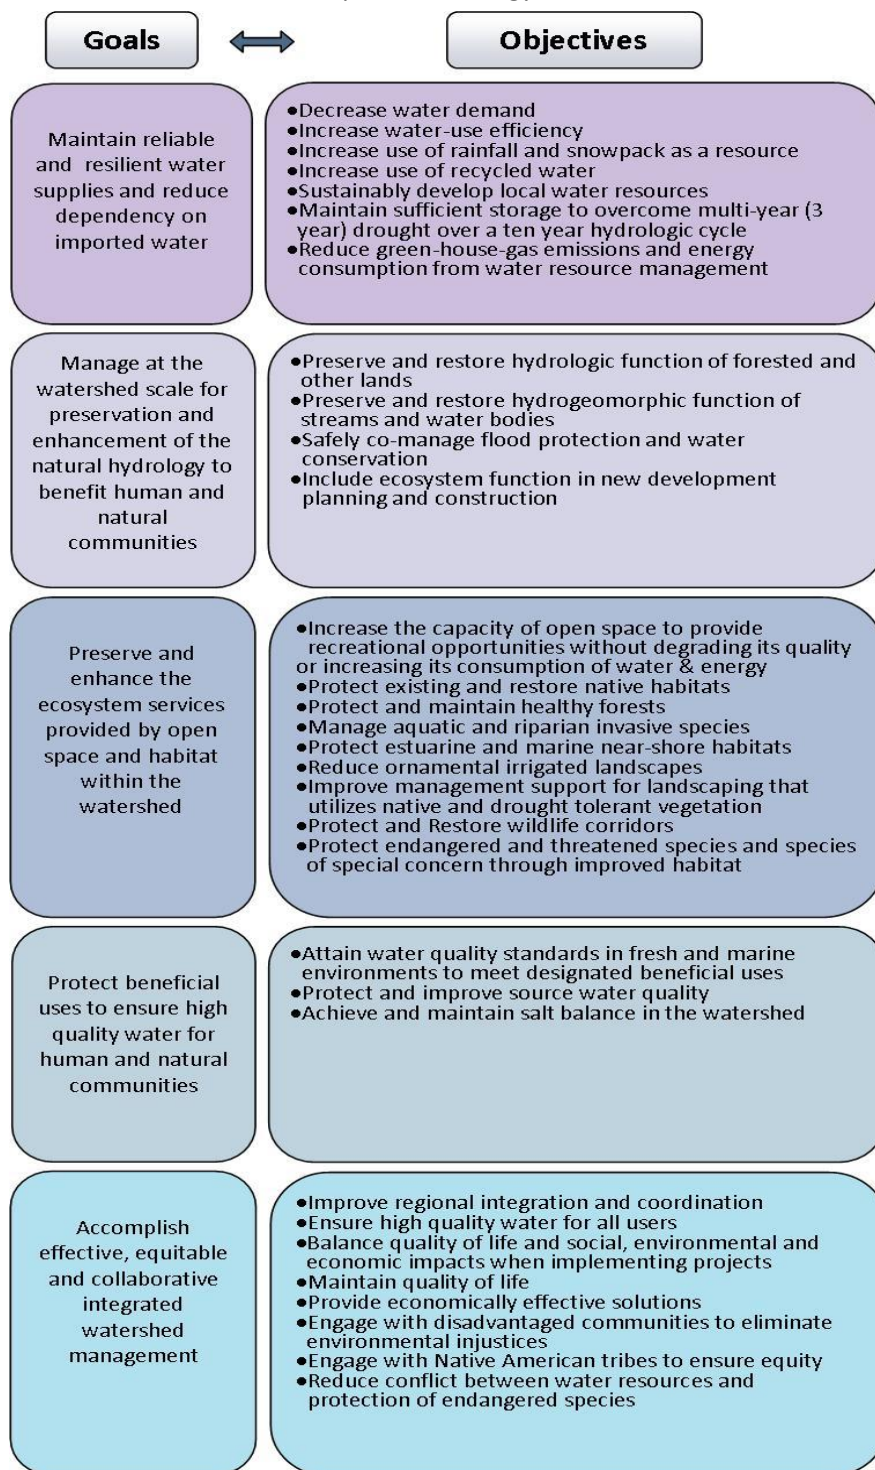 Goals
Objectives
Maintain reliable
and resilient water
supplies and reduce
dependency on
imported water
●Decrease water demand
●Increase water-use efficiency
●Increase use of rainfall and snowpack as a resource
●Increase use of recycled water
●Sustainably develop local water resources
●Maintain sufficient storage to overcome multi-year (3
year) drought over a ten year hydrologic cycle
●Reduce green-house-gas emissions and energy
consumption from water resource management
Manage at the
watershed scale for
preservation and
enhancement of the
natural hydrology to
benefit human and
natural
communities
●Preserve and restore hydrologic function of forested and
other lands
●Preserve and restore hydrogeomorphic function of
streams and water bodies
●Safely co-manage flood protection and water
conservation
●Include ecosystem function in new development
planning and construction
Preserve and
enhance the
ecosystem services
provided by open
space and habitat
within the
watershed
●Increase the capacity of open space to provide
recreational opportunities without degrading its quality
or increasing its consumption of water & energy
●Protect existing and restore native habitats
●Protect and maintain healthy forests
●Manage aquatic and riparian invasive species
●Protect estuarine and marine near-shore habitats
●Reduce ornamental irrigated landscapes
●Improve management support for landscaping that
utilizes native and drought tolerant vegetation
●Protect and Restore wildlife corridors
●Protect endangered and threatened species and species
of special concern through improved habitat
Protect beneficial
uses to ensure high
quality water for
human and natural
communities
●Attain water quality standards in fresh and marine
environments to meet designated beneficial uses
●Protect and improve source water quality
●Achieve and maintain salt balance in the watershed
Accomplish
effective, equitable
and collaborative
integrated
watershed
management
●Improve regional integration and coordination
●Ensure high quality water for all users
●Balance quality of life and social, environmental and
economic impacts when implementing projects
●Maintain quality of life
●Provide economically effective solutions
●Engage with disadvantaged communities to eliminate
environmental injustices
●Engage with Native American tribes to ensure equity
●Reduce conflict between water resources and
protection of endangered species